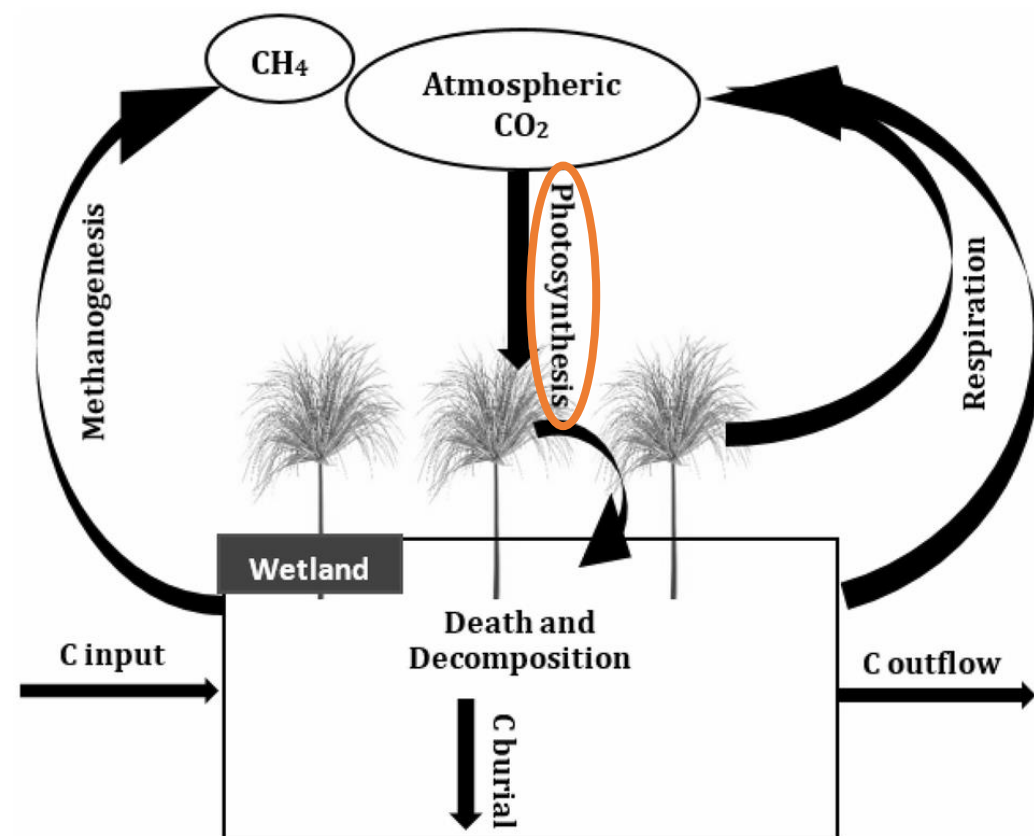 CH₄
Atmospheric
CO₂
Photosynthesis
Methanogenesis
Respiration
Wetland
Death and
Decomposition
C input
C outflow
C burial